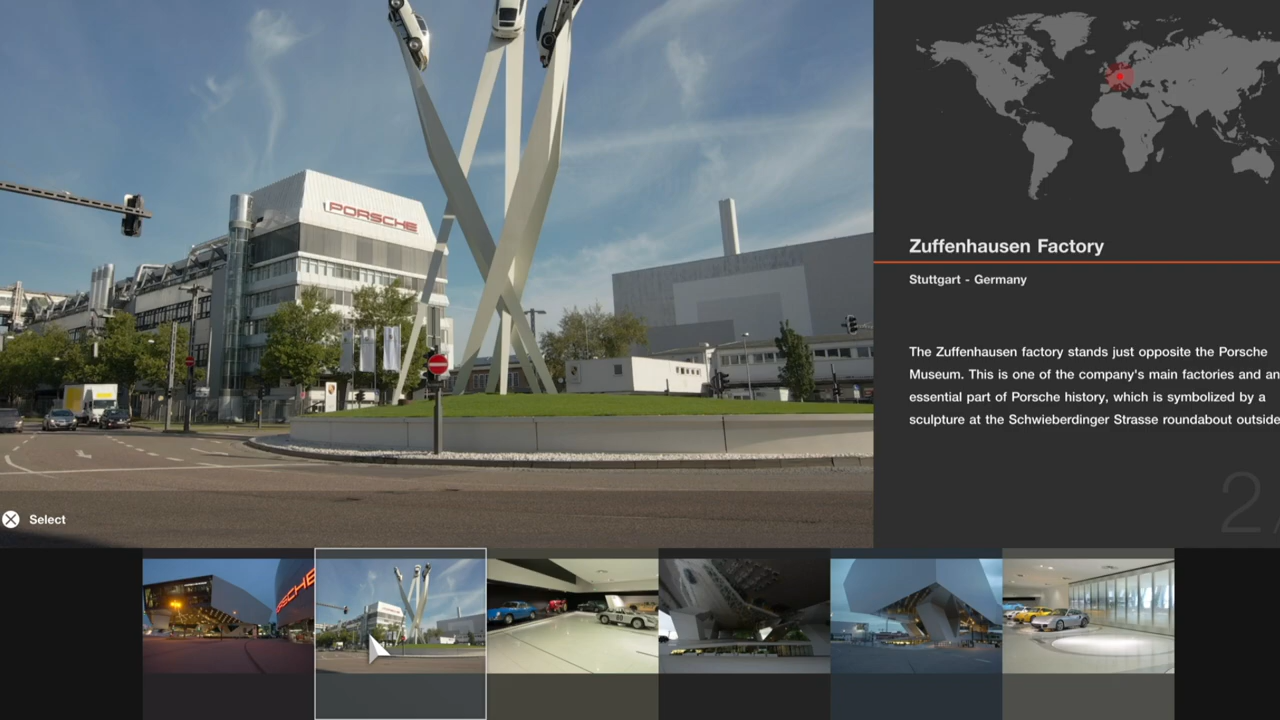 PORSCHE
Zuffenhausen Factory
Stuttgart - Germany
The Zuffenhausen factory stands just opposite the Porsche
Museum. This is one of the company's main factories and an
essential part of Porsche history, which is symbolized by a
sculpture at the Schwieberdinger Strasse roundabout outside
2
Select
SCHE